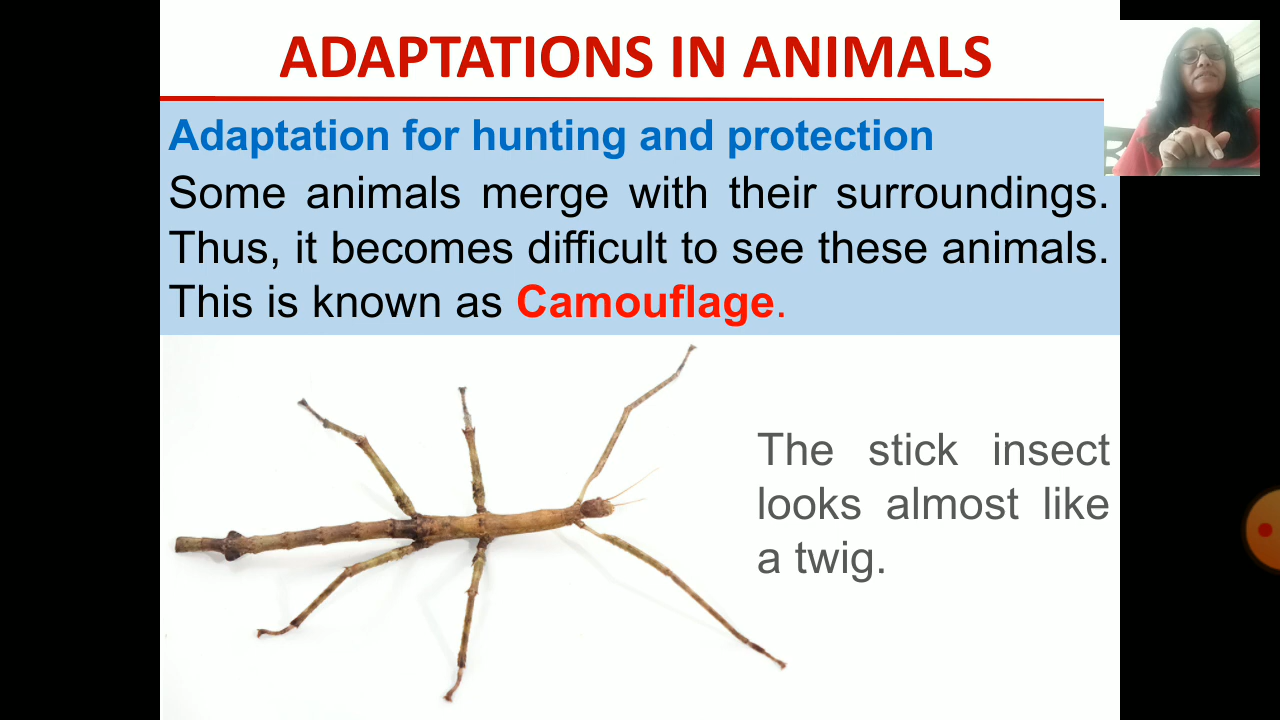 ADAPTATIONS IN ANIMALS
Adaptation for hunting and protection
Some animals merge with their surroundings.
Thus, it becomes difficult to see these animals.
This is known as Camouflage.
The stick insect
looks almost like
a twig.